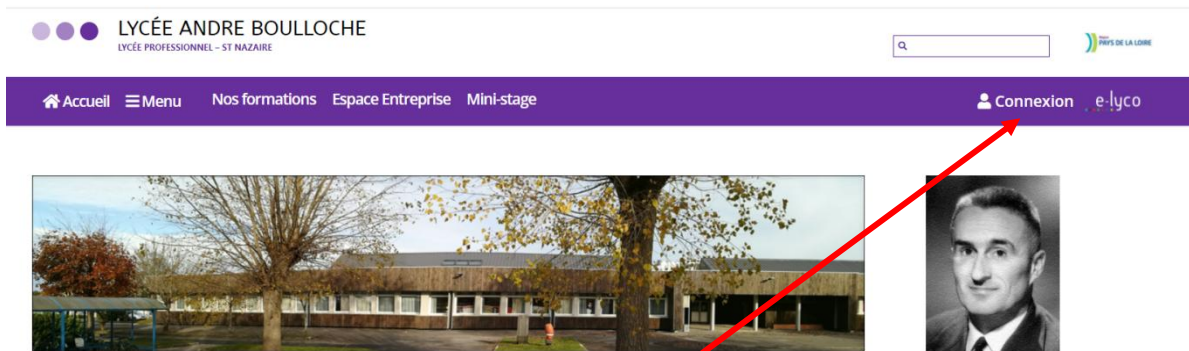 LYCÉE ANDRE BOULLOCHE
LYCÉE PROFESSIONNEL – ST NAZAIRE
PAYS DE LA LOIRE
Accueil Menu Nos formations Espace Entreprise Mini-stage Connexion e-lyco